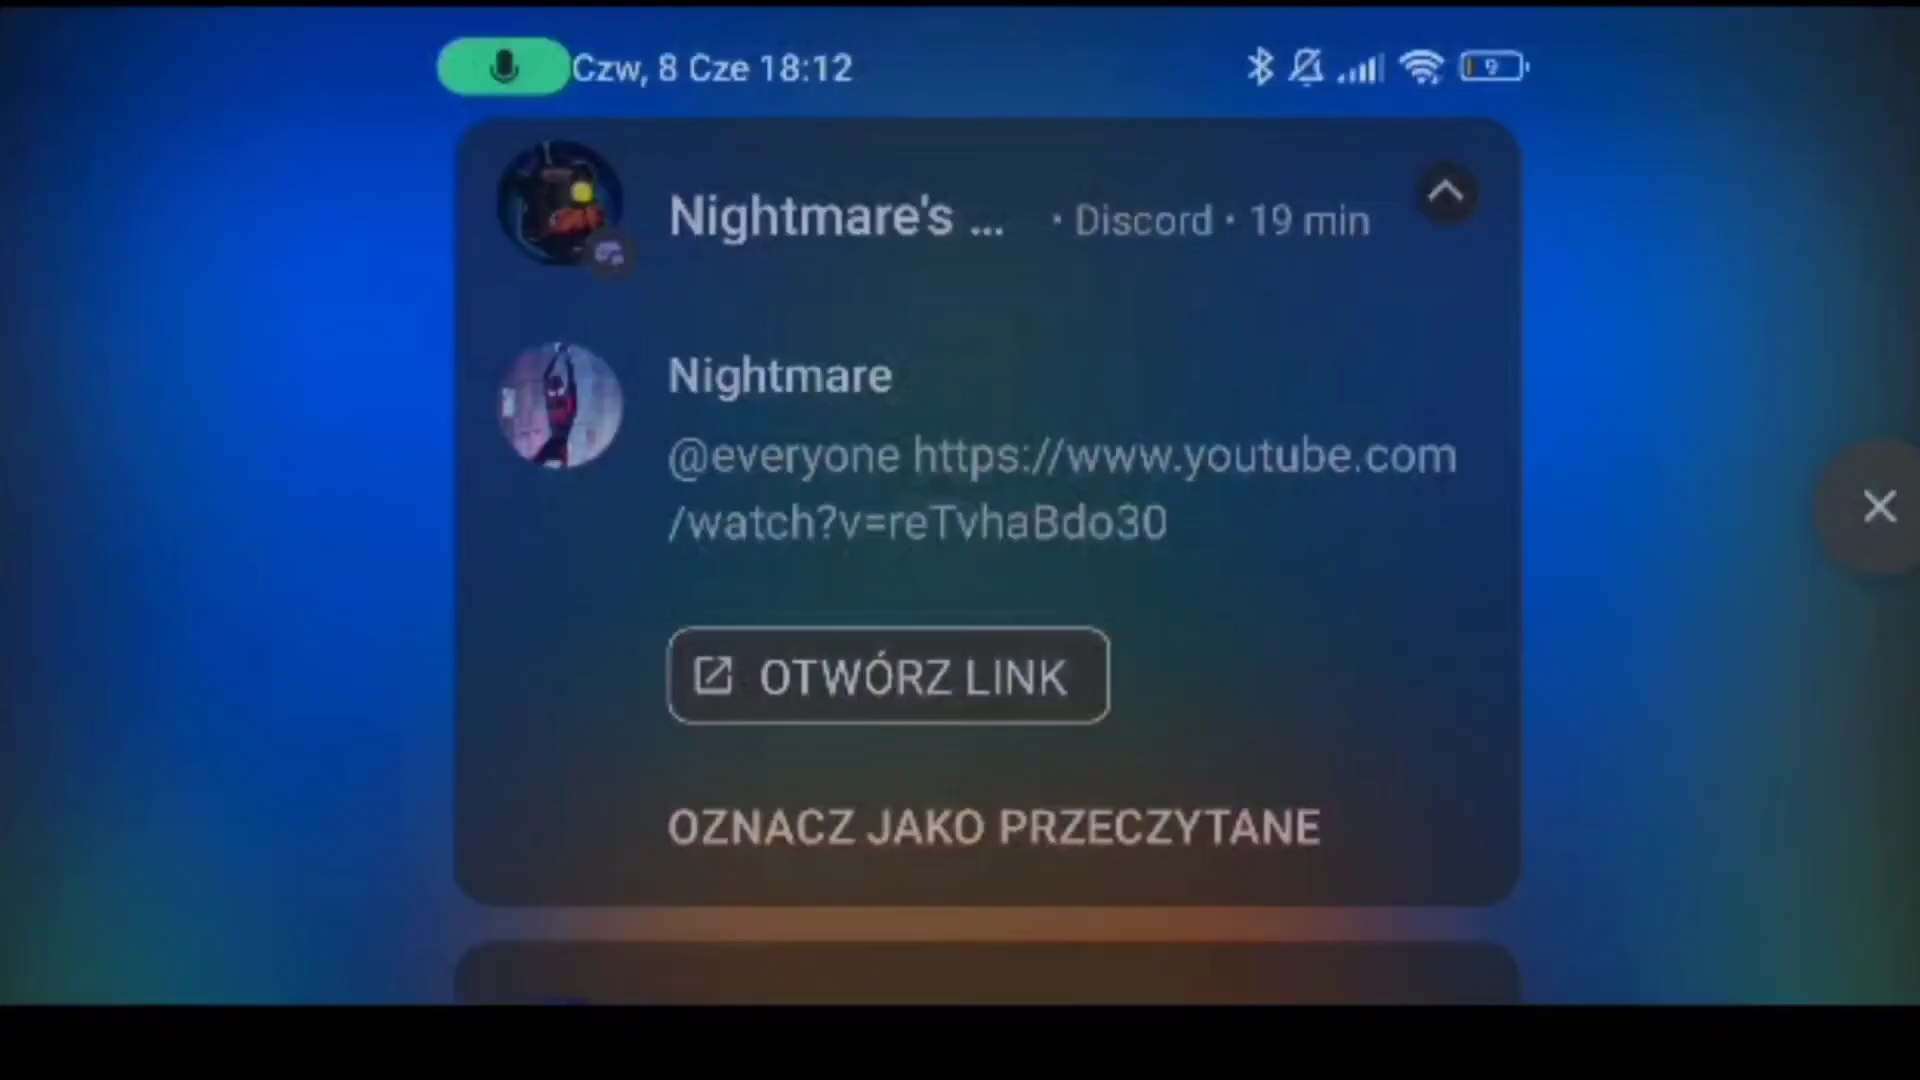 Czw, 8 Cze 18:12
9
Nightmare's ... · Discord · 19 min
Nightmare
@everyone https://www.youtube.com
/watch?v=reTvhaBdo30
OTWÓRZ LINK
OZNACZ JAKO PRZECZYTANE